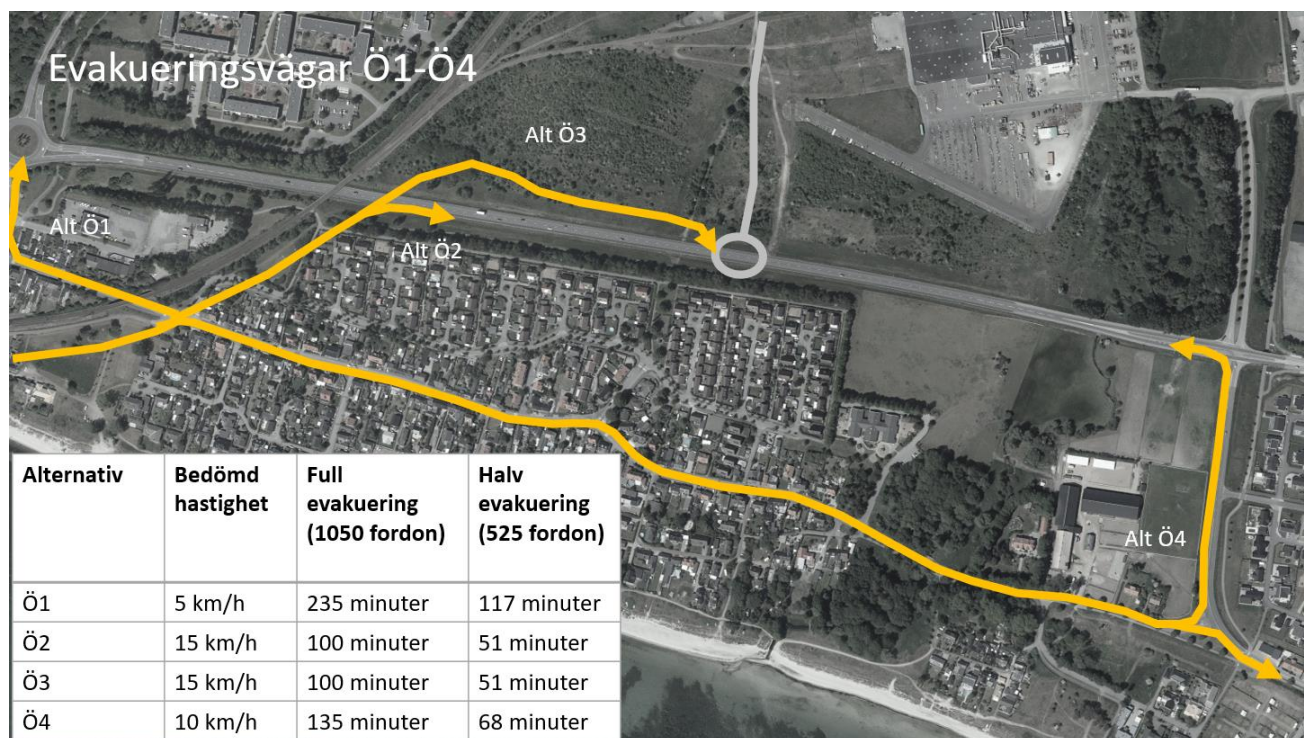 Evakueringsvägar Ö1-Ö4
Alt Ö3
Alt Ö1
Alt Ö2
Alt Ö4
Alternativ Bedömd hastighet Full evakuering (1050 fordon) Halv evakuering (525 fordon)
Ö1 5 km/h 235 minuter 117 minuter
Ö2 15 km/h 100 minuter 51 minuter
Ö3 15 km/h 100 minuter 51 minuter
Ö4 10 km/h 135 minuter 68 minuter